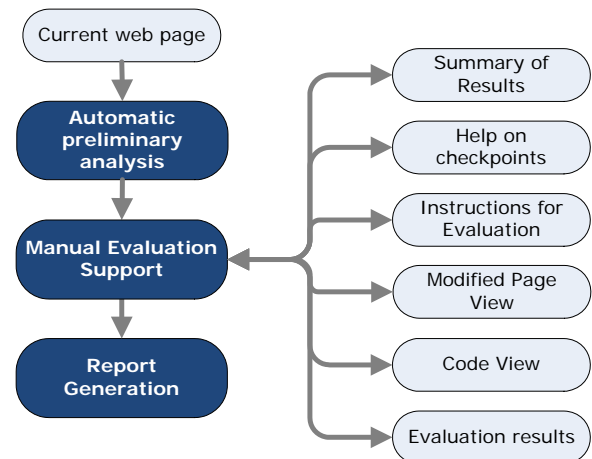 Current web page
Automatic
preliminary
analysis
Manual Evaluation
Support
Report
Generation
Summary of
Results
Help on
checkpoints
Instructions for
Evaluation
Modified Page
View
Code View
Evaluation results